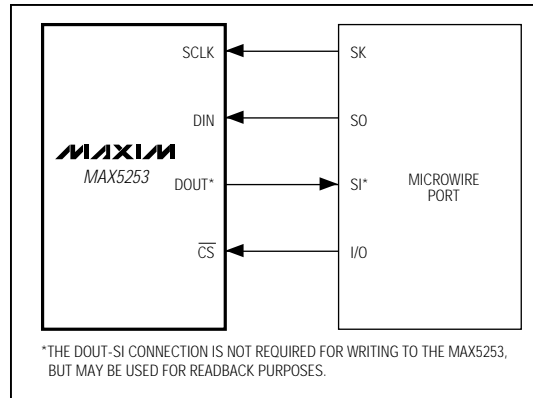 SCLK SK
DIN SO
MAXIM
MAX5253
DOUT* SI* MICROWIRE
PORT
CS I/O
*THE DOUT-SI CONNECTION IS NOT REQUIRED FOR WRITING TO THE MAX5253,
BUT MAY BE USED FOR READBACK PURPOSES.